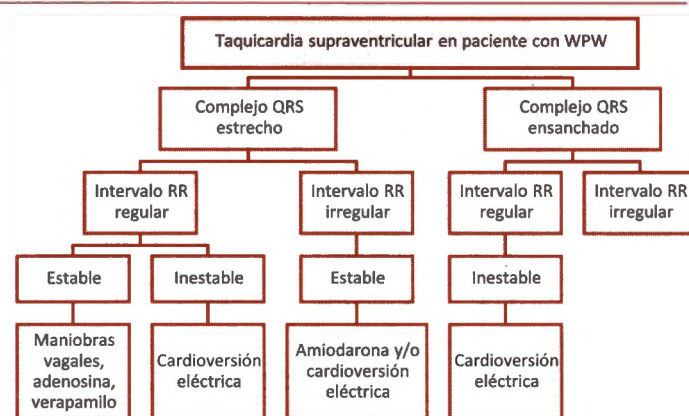 Taquicardia supraventricular en paciente con WPW
Complejo QRS
estrecho
Complejo QRS
ensanchado
Intervalo RR
regular
Intervalo RR
irregular
Intervalo RR
regular
Intervalo RR
irregular
Estable
Inestable
Estable
Inestable
Maniobras
vagales,
adenosina,
verapamilo
Cardioversión
eléctrica
Amiodarona y/o
cardioversión
eléctrica
Cardioversión
eléctrica